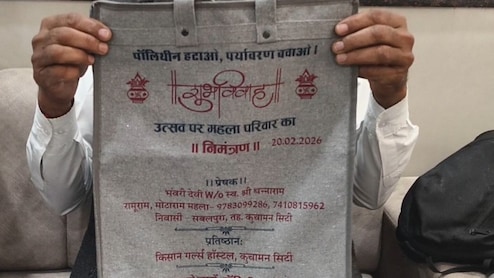 पॉलिथीन हटाओ, पर्यावरण बचाओ।
शुभविवाह
उत्सव पर महला परिवार का
॥ निमंत्रण ॥ 20.02.2026
।। प्रेषक ।।
भंवरी देवी W/o स्व. श्री धन्नाराम
रामूराम, मोटाराम महला- 9783099286, 7410815962
निवासी - सबलपुरा, तह. कुचामन सिटी
प्रतिष्ठान:
किसान गर्ल्स हॉस्टल, कुचामन सिटी